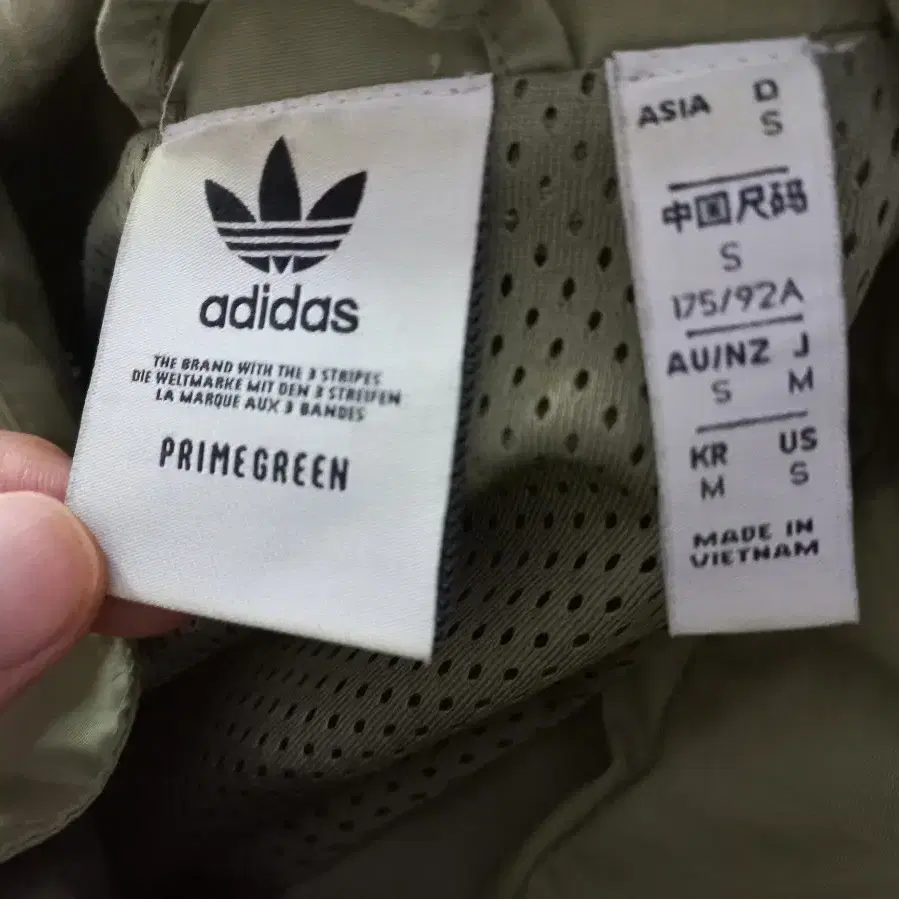 adidas
THE BRAND WITH THE 3 STRIPES
DIE WELTMARKE MIT DEN 3 STREIFEN
LA MARQUE AUX 3 BANDES
PRIMEGREEN
ASIA D
S
中国尺码
S
175/92A
AU/NZ J
S M
KR US
M S
MADE IN
VIETNAM